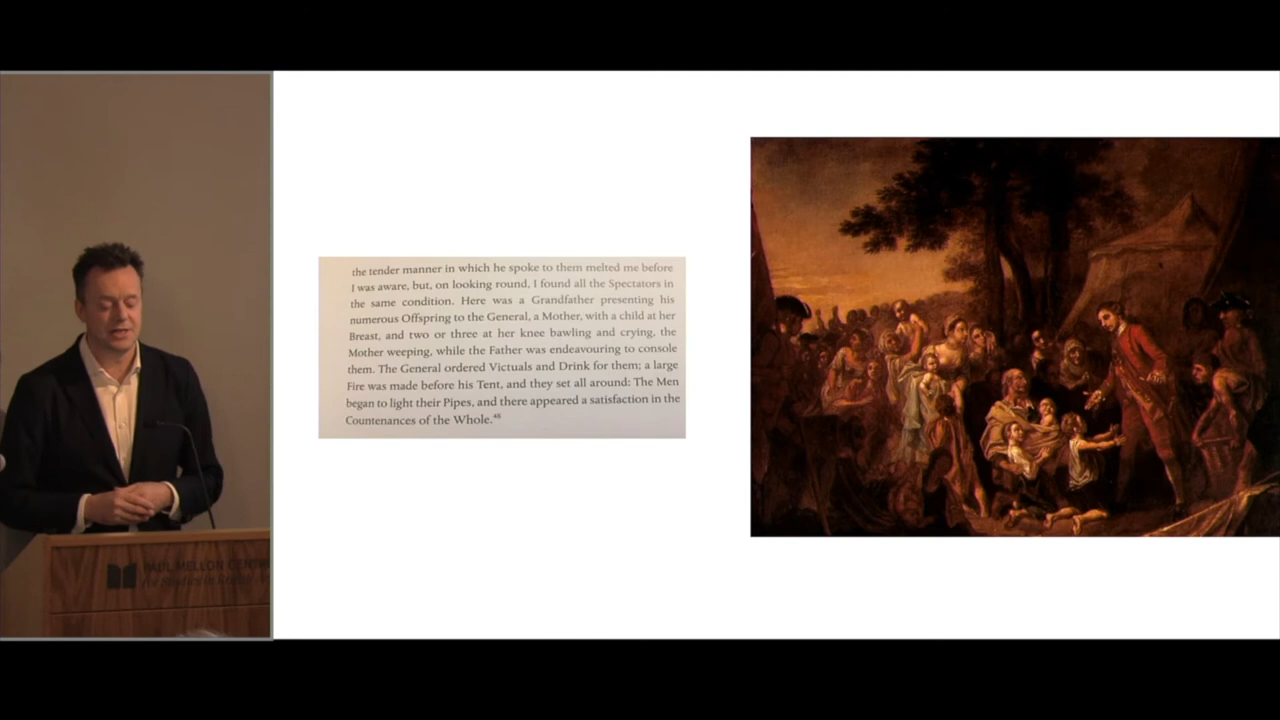 the tender manner in which he spoke to them melted me before
I was aware, but, on looking round, I found all the Spectators in
the same condition. Here was a Grandfather presenting his
numerous Offspring to the General, a Mother, with a child at her
Breast, and two or three at her knee bawling and crying, the
Mother weeping, while the Father was endeavouring to console
them. The General ordered Victuals and Drink for them; a large
Fire was made before his Tent, and they set all around: The Men
began to light their Pipes, and there appeared a satisfaction in the
Countenances of the Whole.⁴⁸
PAUL MELLON CENTRE
for Studies in